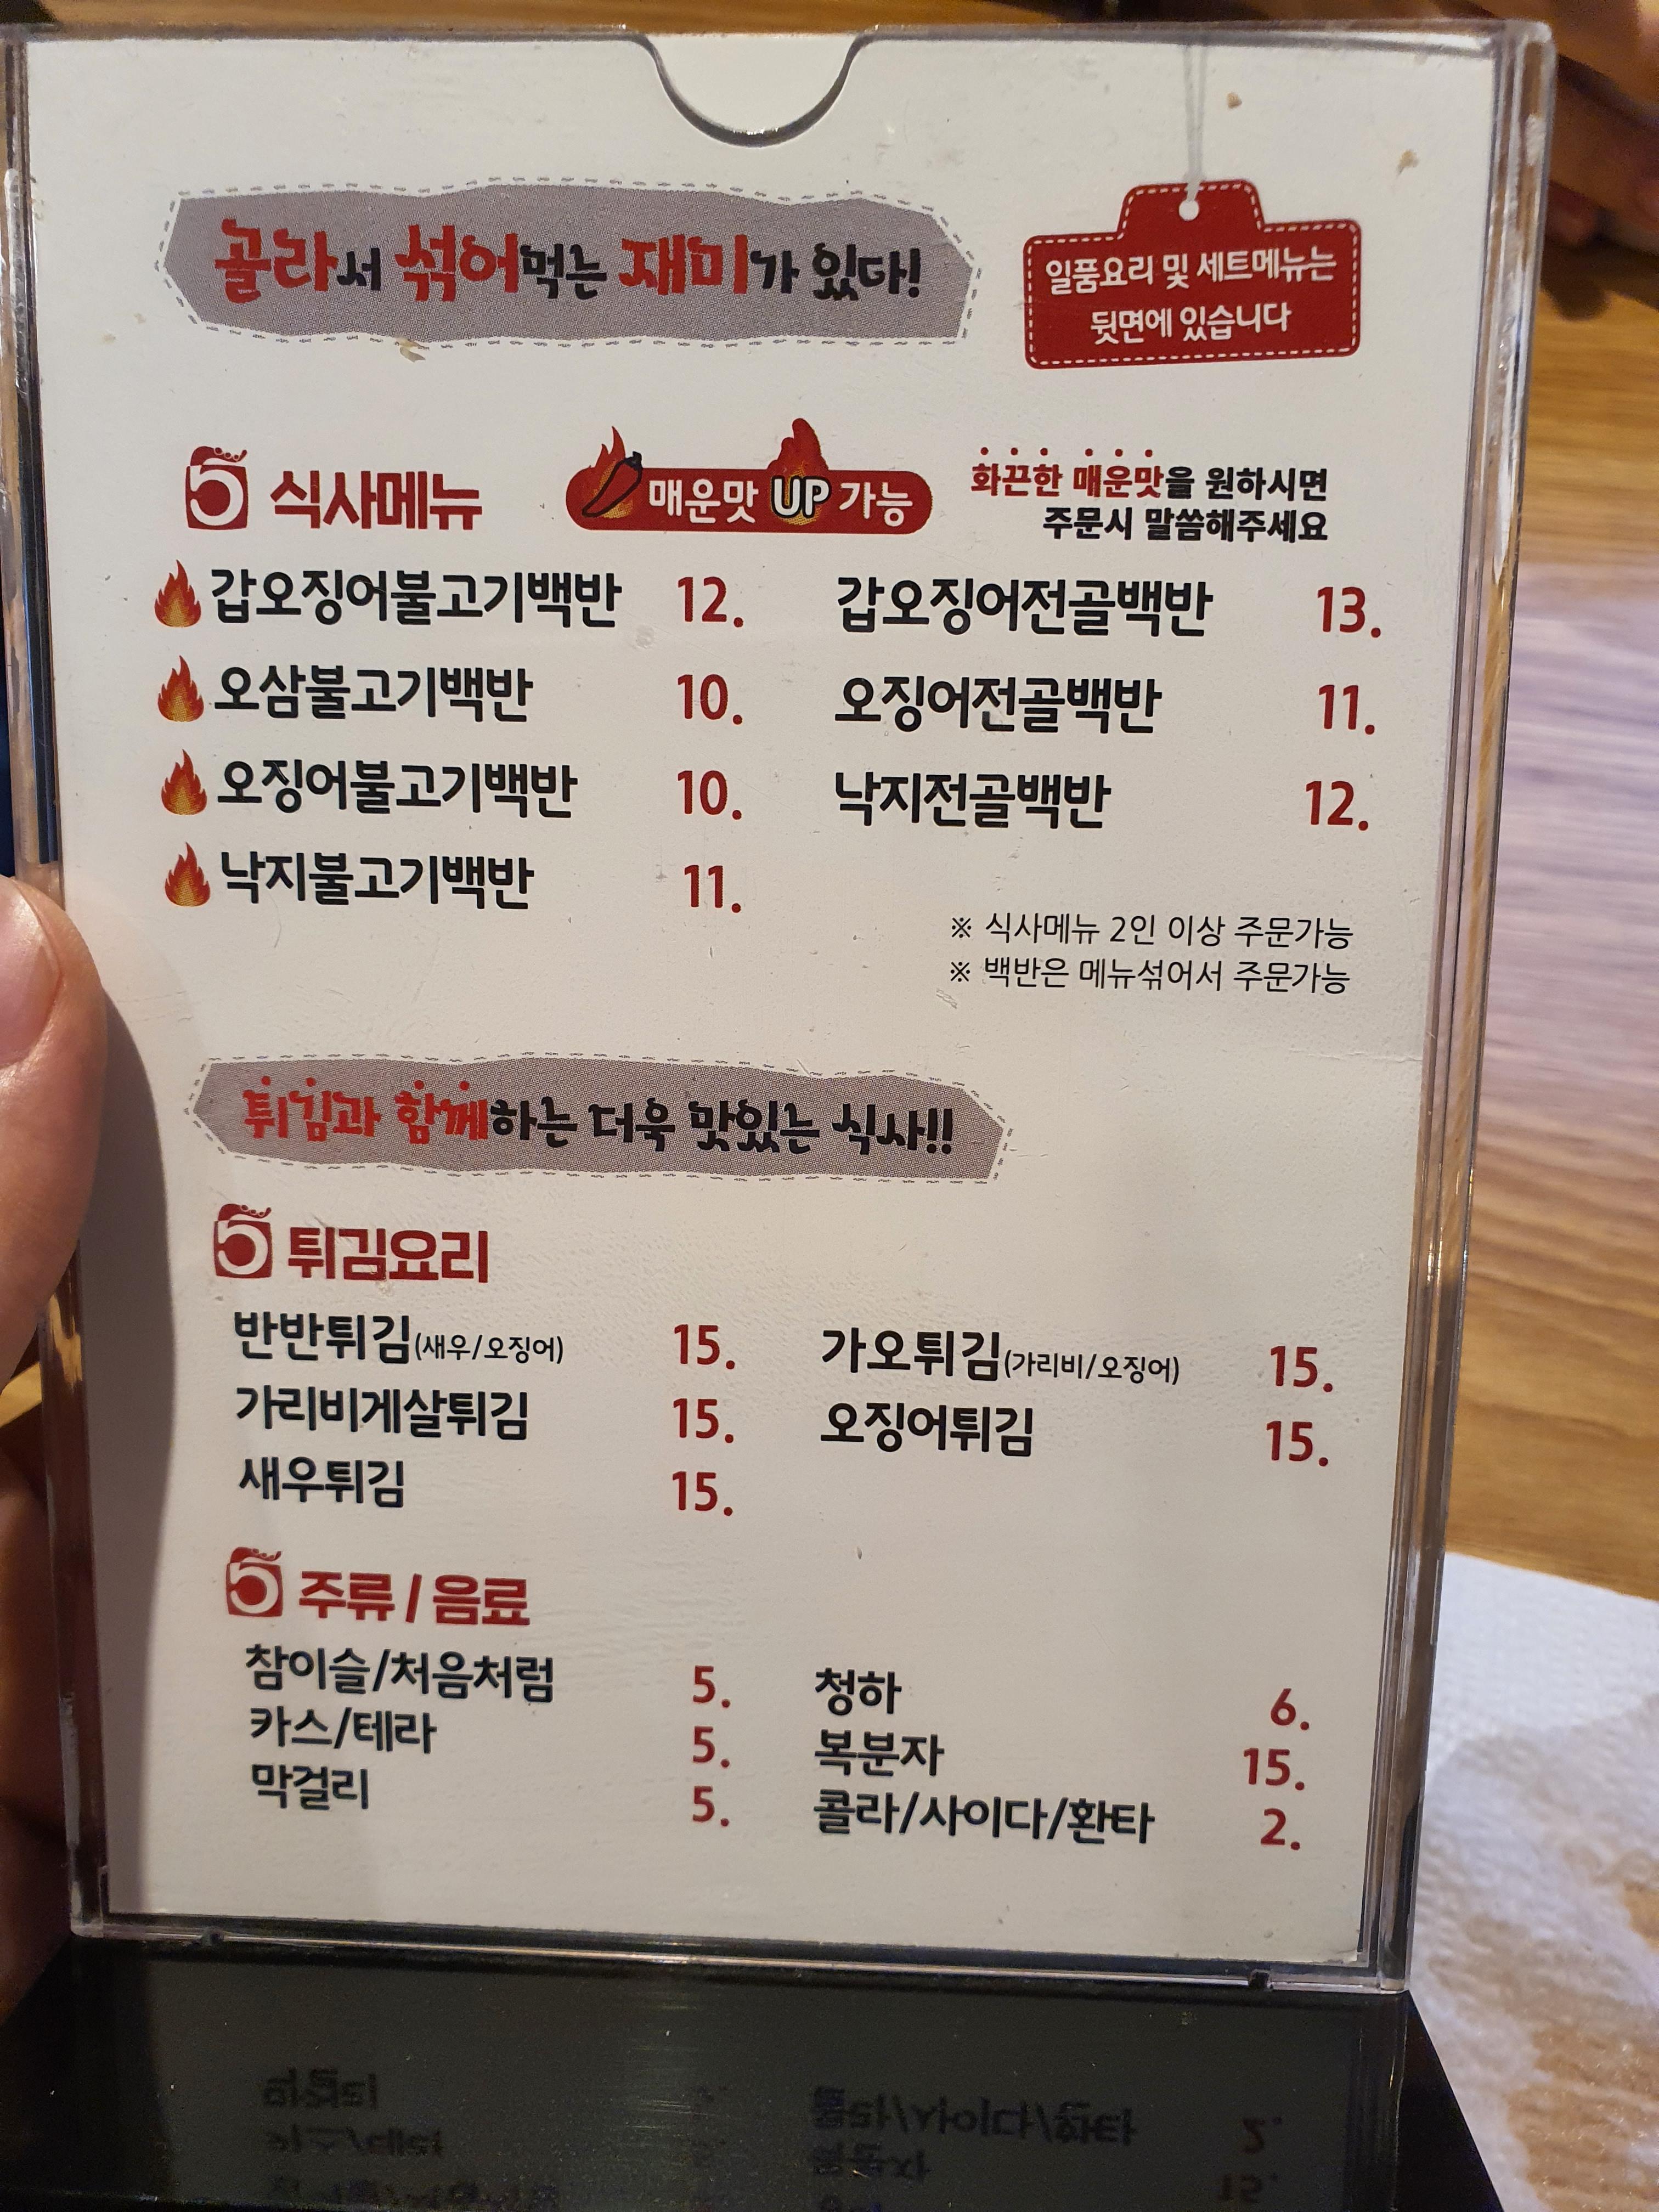 골라서 섞어먹는 재미가 있다!
일품요리 및 세트메뉴는
뒷면에 있습니다
5 식사메뉴
매운맛 UP 가능
화끈한 매운맛을 원하시면
주문시 말씀해주세요
갑오징어불고기백반 12.
오삼불고기백반 10.
오징어불고기백반 10.
낙지불고기백반 11.
갑오징어전골백반 13.
오징어전골백반 11.
낙지전골백반 12.
※ 식사메뉴 2인 이상 주문가능
※ 백반은 메뉴섞어서 주문가능
튀김과 함께하는 더욱 맛있는 식사!!
5 튀김요리
반반튀김(새우/오징어) 15.
가리비게살튀김 15.
새우튀김 15.
가오튀김(가리비/오징어) 15.
오징어튀김 15.
5 주류 / 음료
참이슬/처음처럼 5.
카스/테라 5.
막걸리 5.
청하 6.
복분자 15.
콜라/사이다/환타 2.